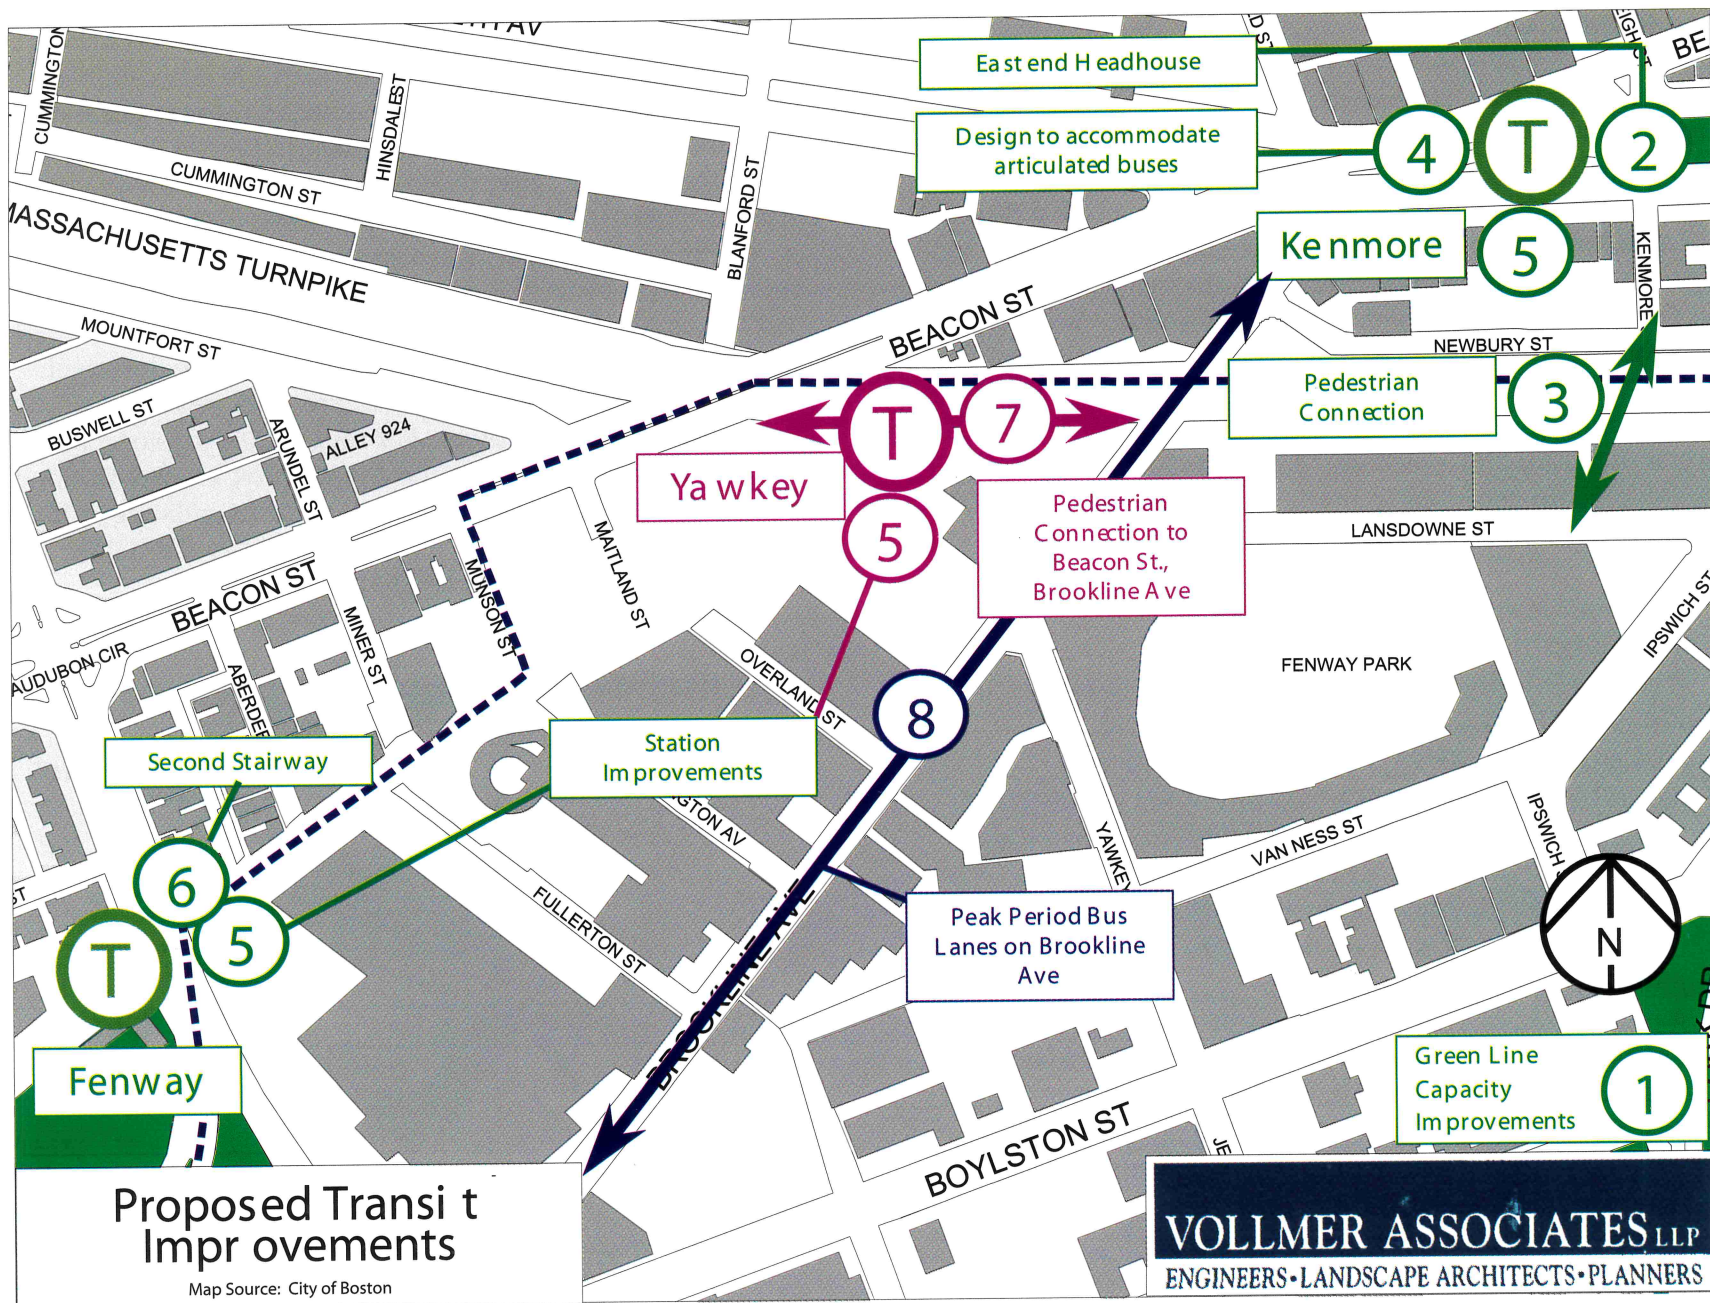 CUMMINGTON
HINSDALE ST
CUMMINGTON ST
MASSACHUSETTS TURNPIKE
BLANFORD ST
East end Headhouse
Design to accommodate
articulated buses
4
T
2
Kenmore
5
KENMORE
BEACON ST
NEWBURY ST
MOUNTFORT ST
BUSWELL ST
ARUNDEL ST
ALLEY 924
T
7
Yawkey
5
Pedestrian
Connection
3
Pedestrian
Connection to
Beacon St.,
Brookline Ave
LANSDOWNE ST
IPSWICH ST
FENWAY PARK
MAITLAND ST
MUNSON ST
BEACON ST
MINER ST
AUDUBON CIR
OVERLAND ST
8
Second Stairway
Station
Improvements
6
5
T
Fenway
FULLERTON ST
BROOKLINE AVE
YAWKEY
VAN NESS ST
IPSWICH
Peak Period Bus
Lanes on Brookline
Ave
N
Green Line
Capacity
Improvements
1
BOYLSTON ST
Proposed Transit
Improvements
Map Source: City of Boston
VOLLMER ASSOCIATES LLP
ENGINEERS•LANDSCAPE ARCHITECTS•PLANNERS